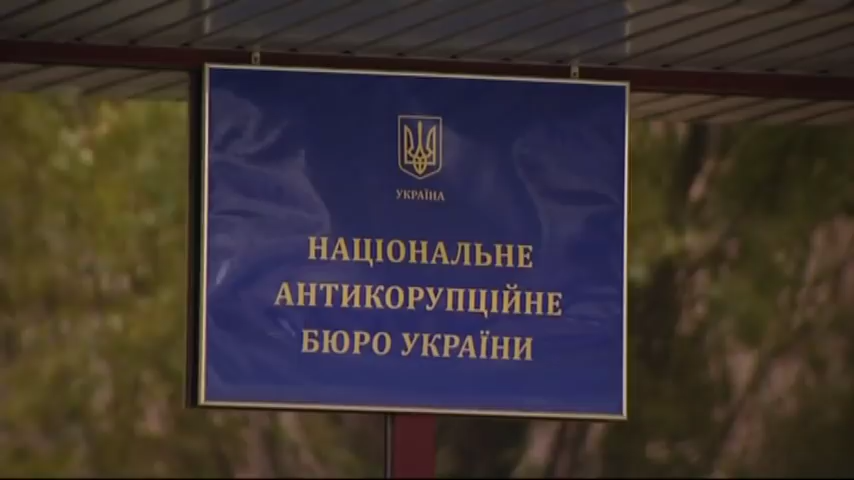 УКРАЇНА
НАЦІОНАЛЬНЕ
АНТИКОРУПЦІЙНЕ
БЮРО УКРАЇНИ